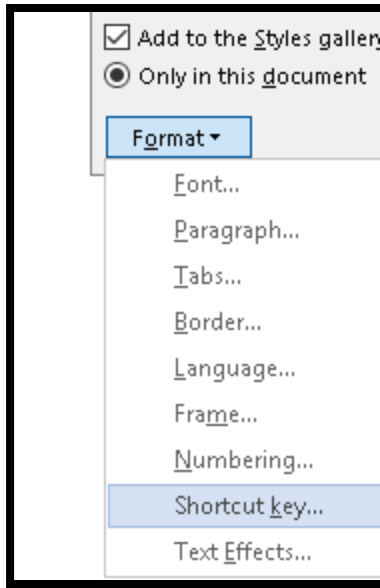 Add to the Styles gallery
Only in this document
Format
Font...
Paragraph...
Tabs...
Border...
Language...
Frame...
Numbering...
Shortcut key...
Text Effects...